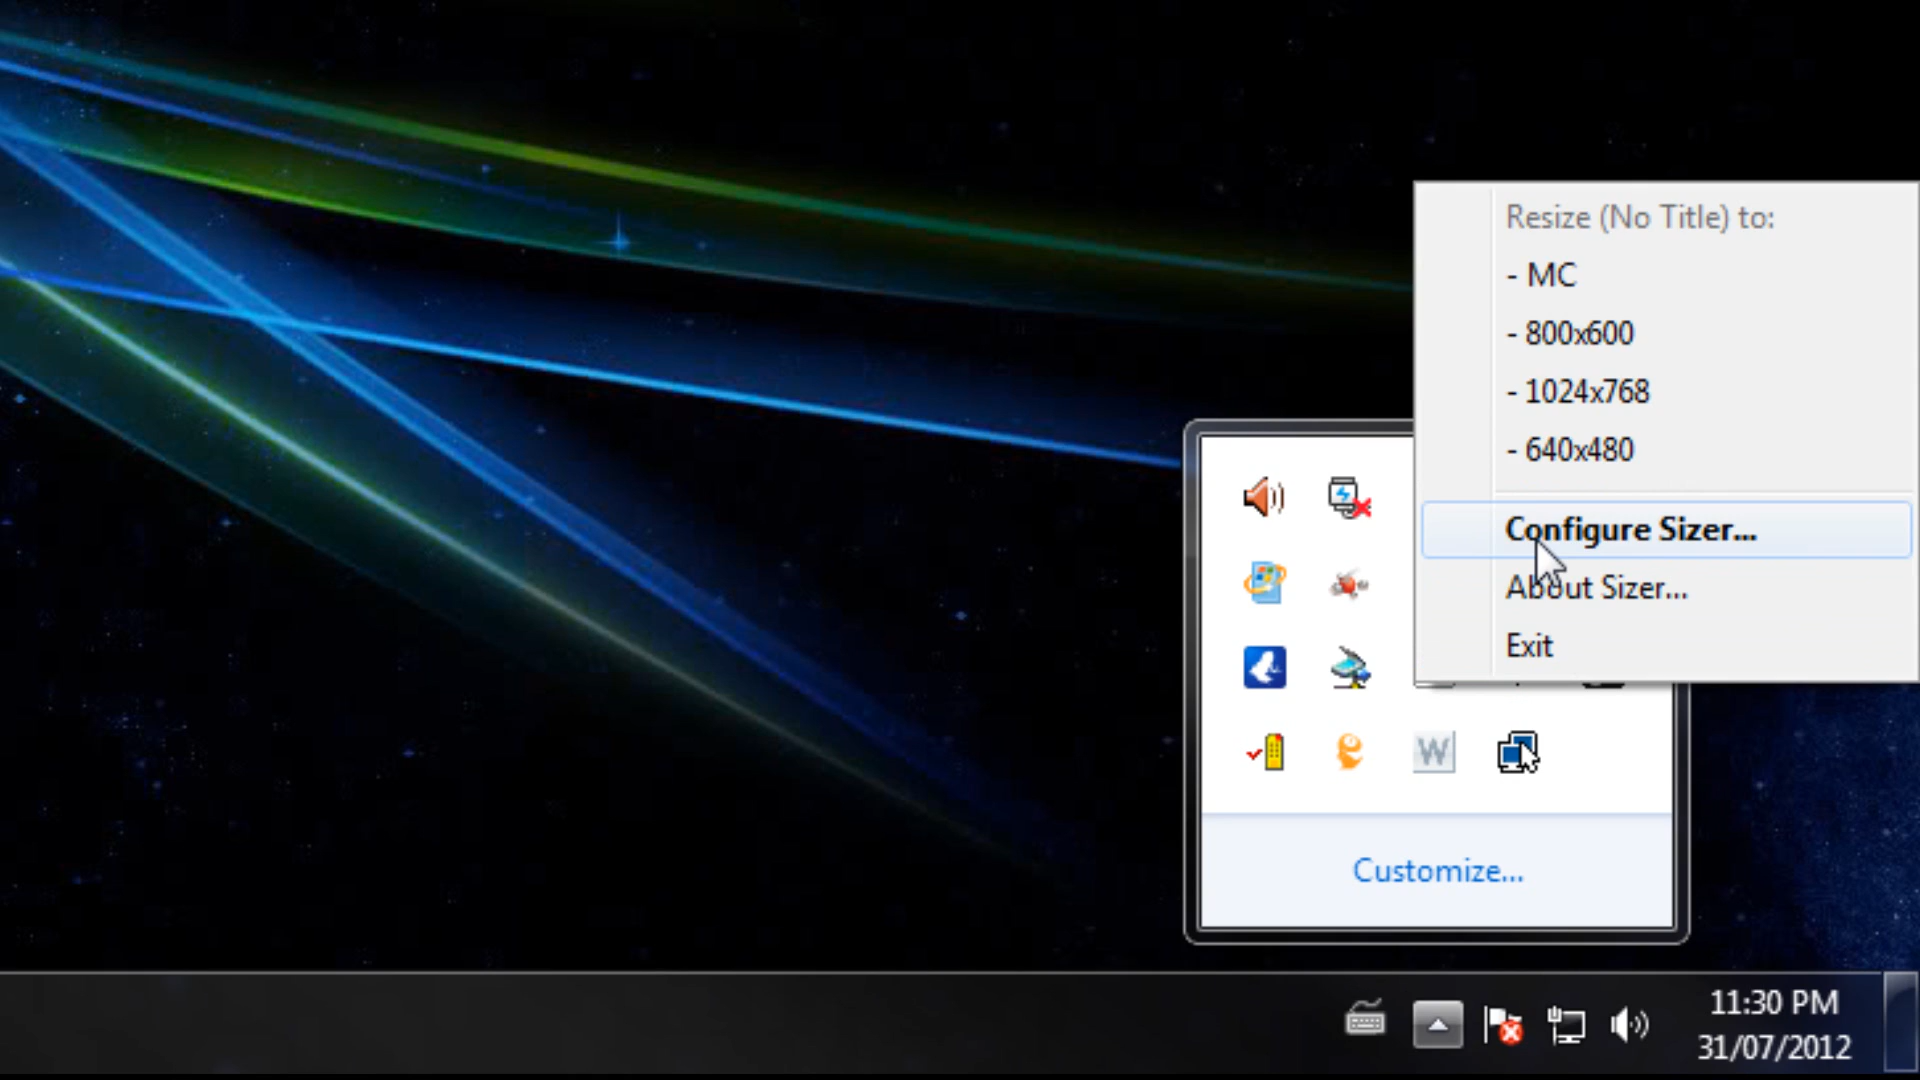 Resize (No Title) to:
- MC
- 800x600
- 1024x768
- 640x480
Configure Sizer...
About Sizer...
Exit
W
Customize...
11:30 PM
31/07/2012